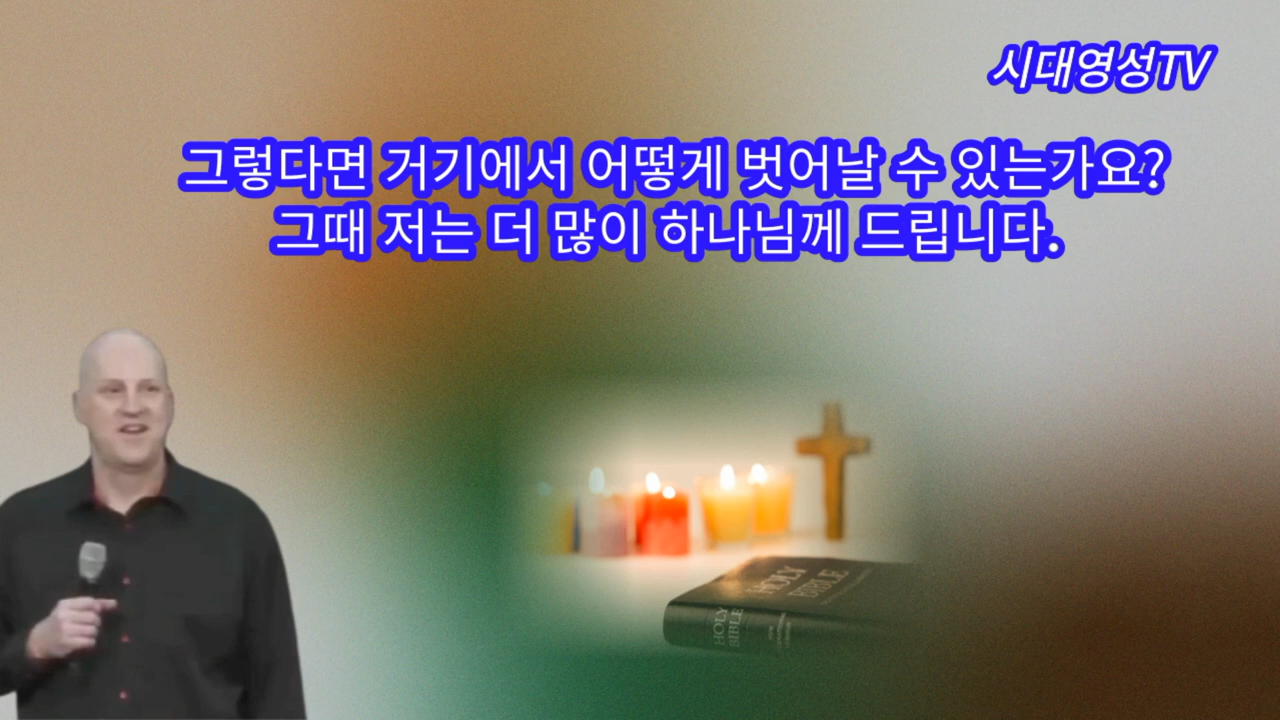 시대영성TV
그렇다면 거기에서 어떻게 벗어날 수 있는가요?
그때 저는 더 많이 하나님께 드립니다.
HOLY
BIBLE
HOLY
BIBLE